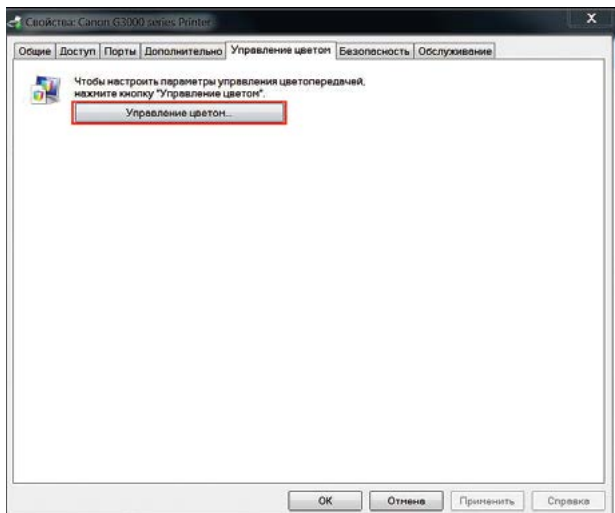 Свойства: Canon G3000 series Printer
X
Общие Доступ Порты Дополнительно Управление цветом Безопасность Обслуживание
Чтобы настроить параметры управления цветопередачей,
нажмите кнопку "Управление цветом".
Управление цветом...
ОК Отмена Применить Справка